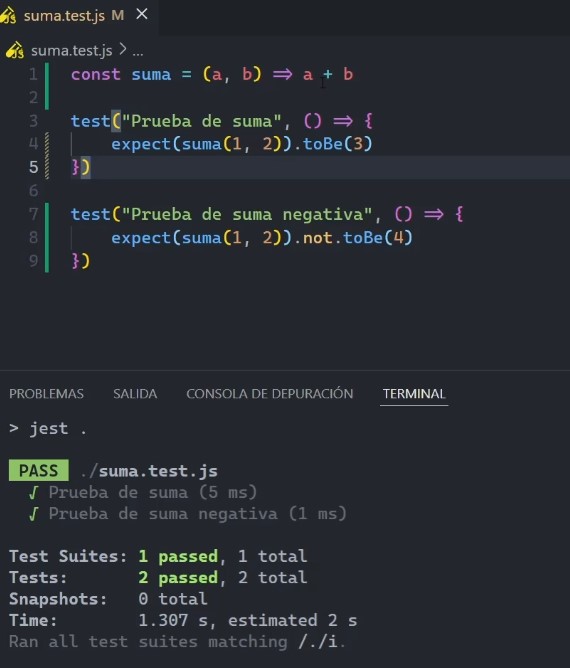 suma.test.js M ×
suma.test.js > ...
1 const suma = (a, b) => a + b
2
3 test("Prueba de suma", () => {
4     expect(suma(1, 2)).toBe(3)
5 })
6
7 test("Prueba de suma negativa", () => {
8     expect(suma(1, 2)).not.toBe(4)
9 })
PROBLEMAS SALIDA CONSOLA DE DEPURACIÓN TERMINAL
> jest .
PASS ./suma.test.js
√ Prueba de suma (5 ms)
√ Prueba de suma negativa (1 ms)
Test Suites: 1 passed, 1 total
Tests: 2 passed, 2 total
Snapshots: 0 total
Time: 1.307 s, estimated 2 s
Ran all test suites matching /./i.